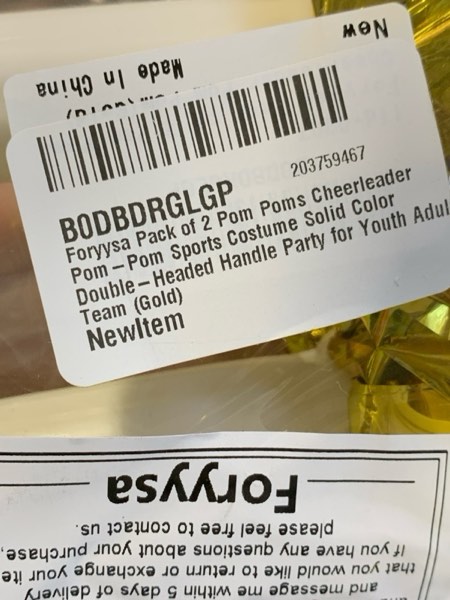 New
Made In China
203759467
B0DBDRGLGP
Foryysa Pack of 2 Pom Poms Cheerleader
Pom-Pom Sports Costume Solid Color
Double-Headed Handle Party for Youth Adul
Team (Gold)
NewItem
and message me within 5 days of delivery
that you would like to return or exchange your ite
If you have any questions about your purchase,
please feel free to contact us.
Foryysa